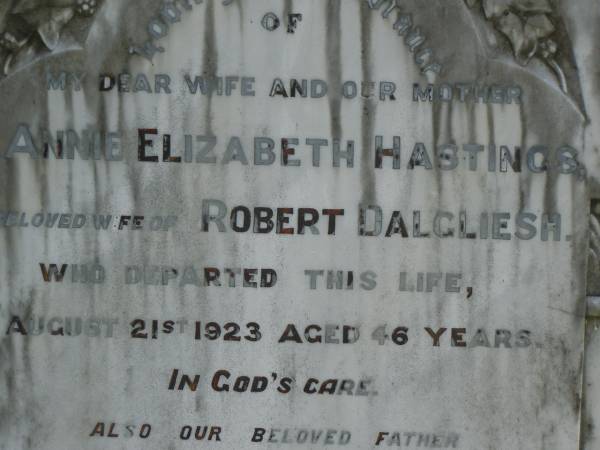 OF
MY DEAR WIFE AND OUR MOTHER
ANNIE ELIZABETH HASTINGS,
BELOVED WIFE OF ROBERT DALGLIESH.
WHO DEPARTED THIS LIFE,
AUGUST 21ST 1923 AGED 46 YEARS.
IN GOD'S CARE.
ALSO OUR BELOVED FATHER